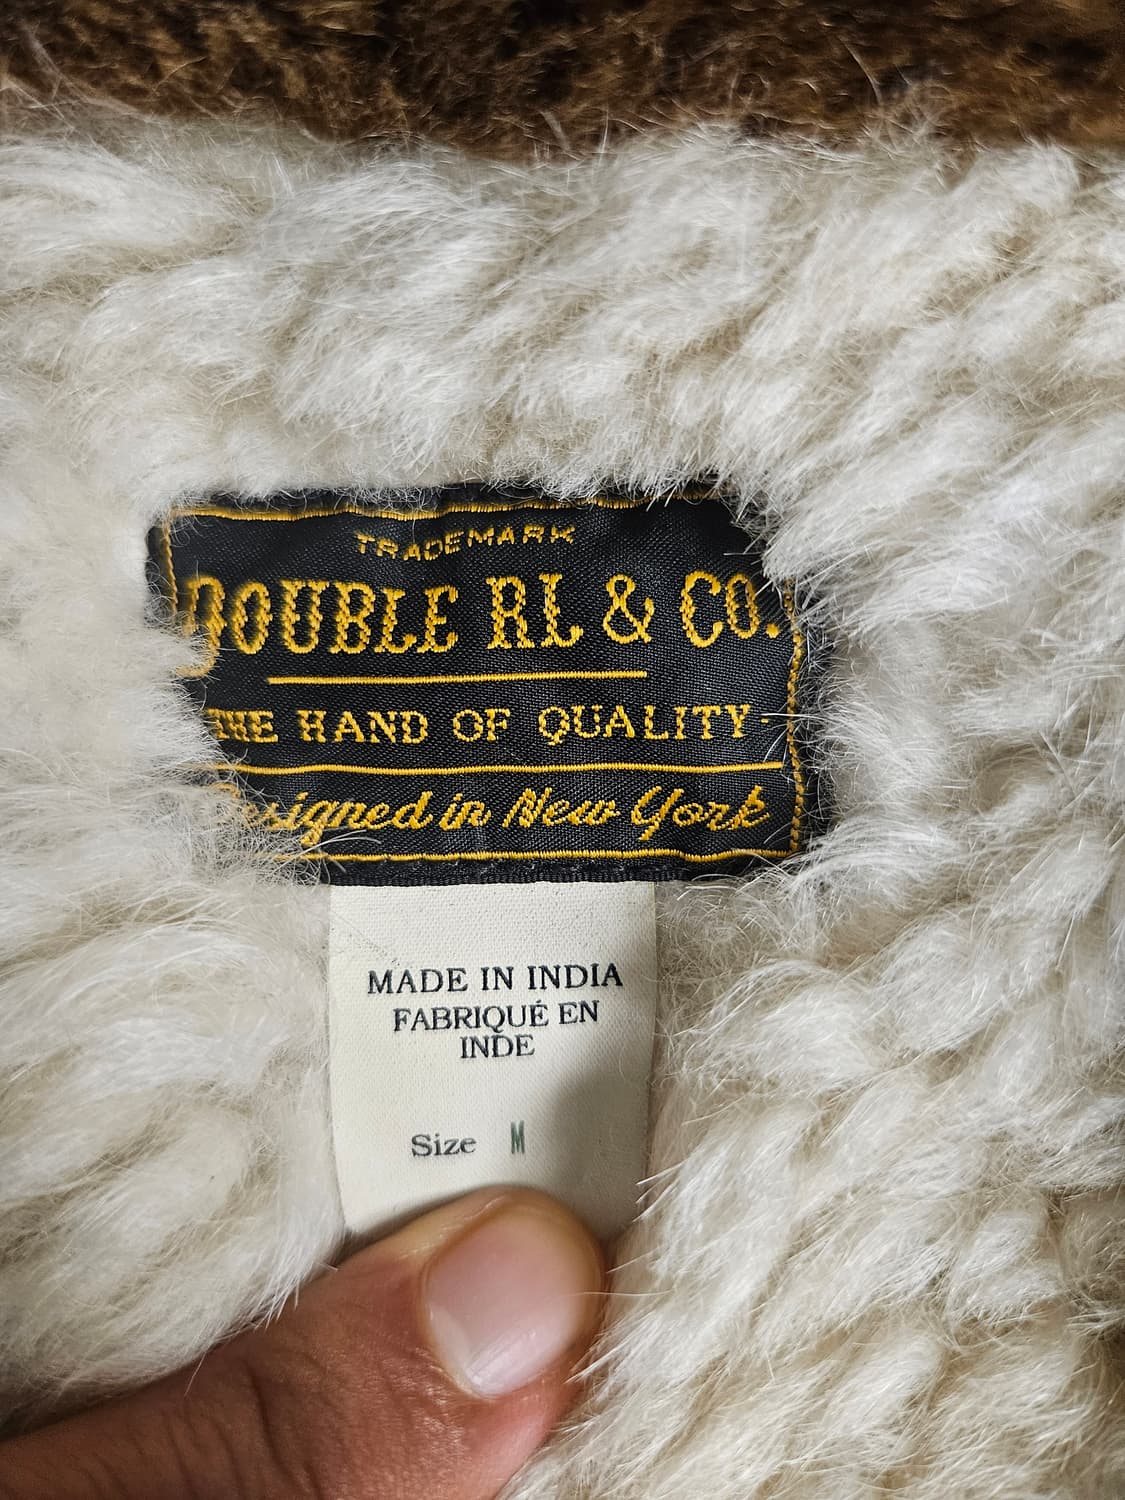 TRADEMARK
DOUBLE RL & CO.
THE HAND OF QUALITY-
Designed in New York
MADE IN INDIA
FABRIQUÉ EN
INDE
Size M